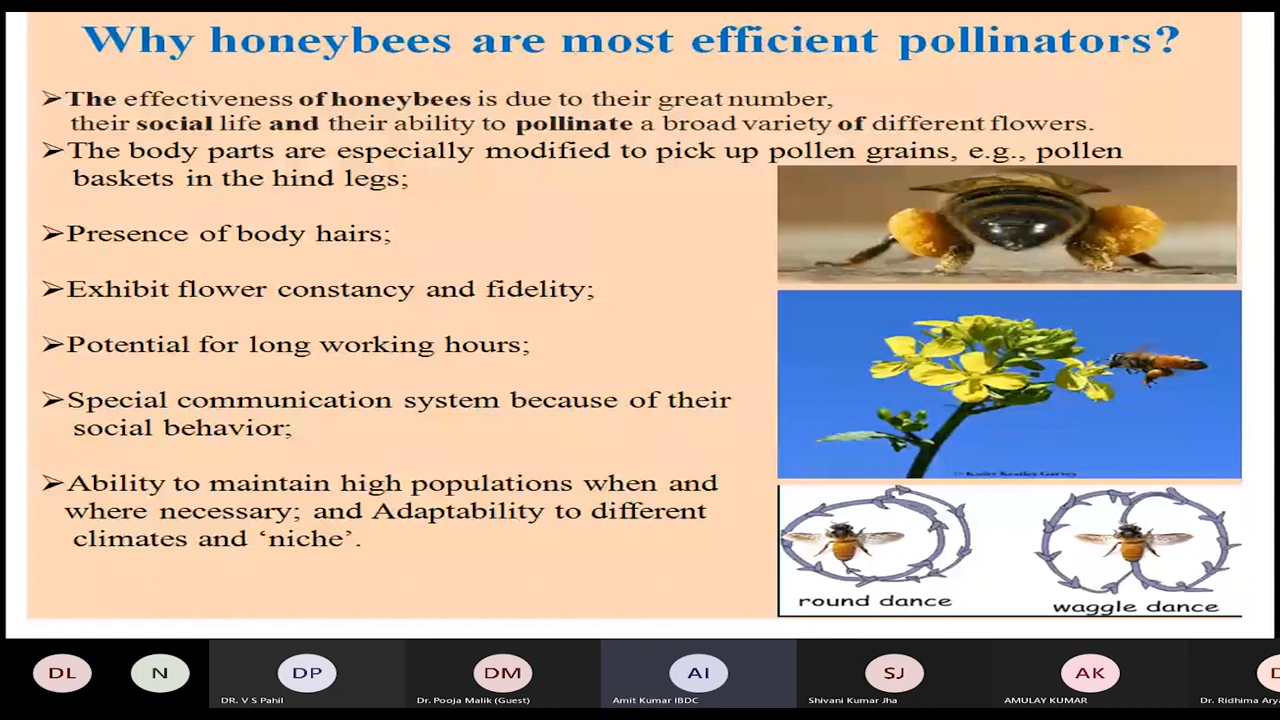 Why honeybees are most efficient pollinators?
➢The effectiveness of honeybees is due to their great number,
their social life and their ability to pollinate a broad variety of different flowers.
➢The body parts are especially modified to pick up pollen grains, e.g., pollen
baskets in the hind legs;
➢Presence of body hairs;
➢Exhibit flower constancy and fidelity;
➢Potential for long working hours;
➢Special communication system because of their
social behavior;
➢Ability to maintain high populations when and
where necessary; and Adaptability to different
climates and ‘niche’.
round dance
waggle dance
DL
N
DP
DM
AI
SJ
AK
DR. V S Pahil
Dr. Pooja Malik (Guest)
Amit Kumar IBDC
Shivani Kumar Jha
AMULAY KUMAR
Dr. Ridhima Ary